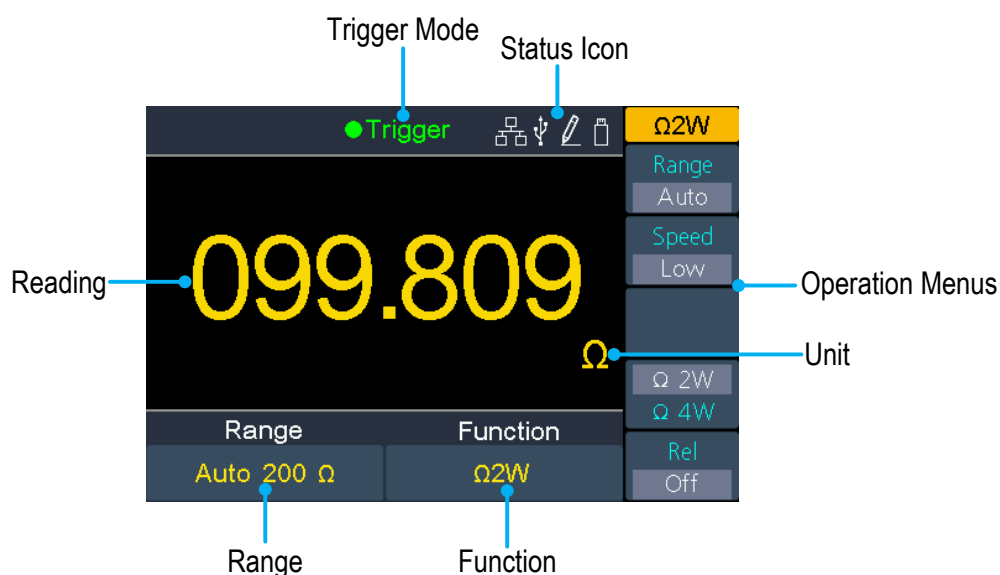 Trigger Mode
Status Icon
Trigger
Ω2W
Range
Auto
Speed
Low
Reading
099.809
Operation Menus
Ω
Unit
Ω 2W
Ω 4W
Range
Function
Rel
Off
Auto 200 Ω
Ω2W
Range
Function